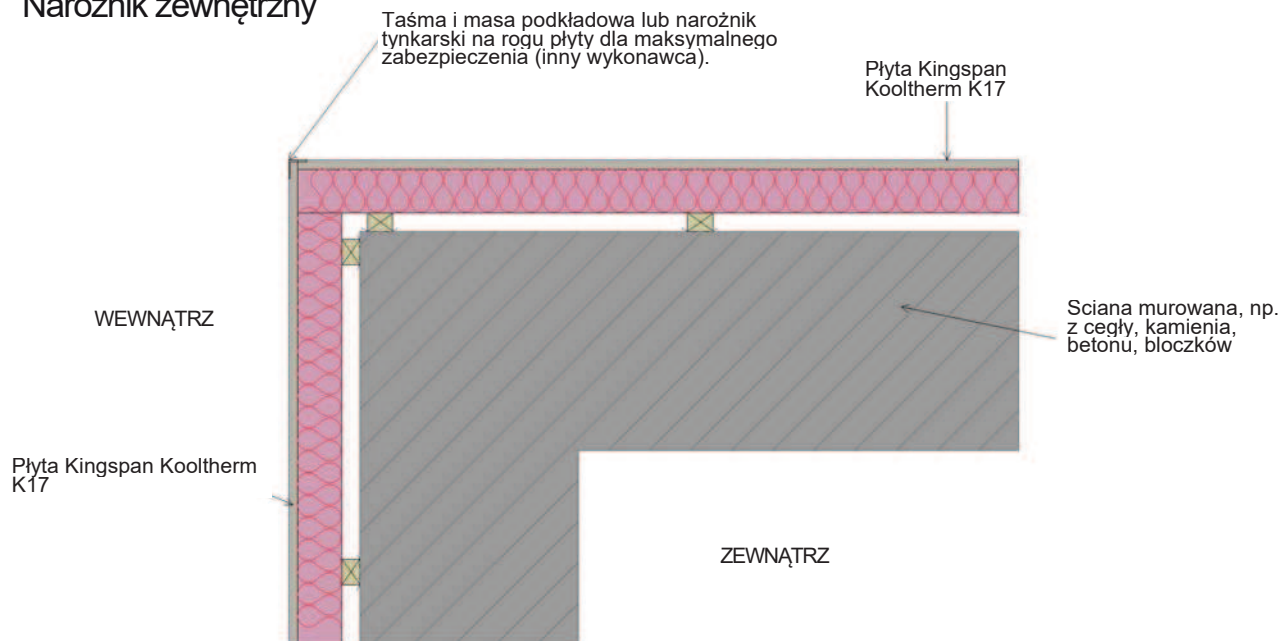 Narożnik zewnętrzny
Taśma i masa podkładowa lub narożnik
tynkarski na rogu płyty dla maksymalnego
zabezpieczenia (inny wykonawca).
Płyta Kingspan
Kooltherm K17
WEWNĄTRZ
Sciana murowana, np.
z cegły, kamienia,
betonu, bloczków
Płyta Kingspan Kooltherm
K17
ZEWNĄTRZ